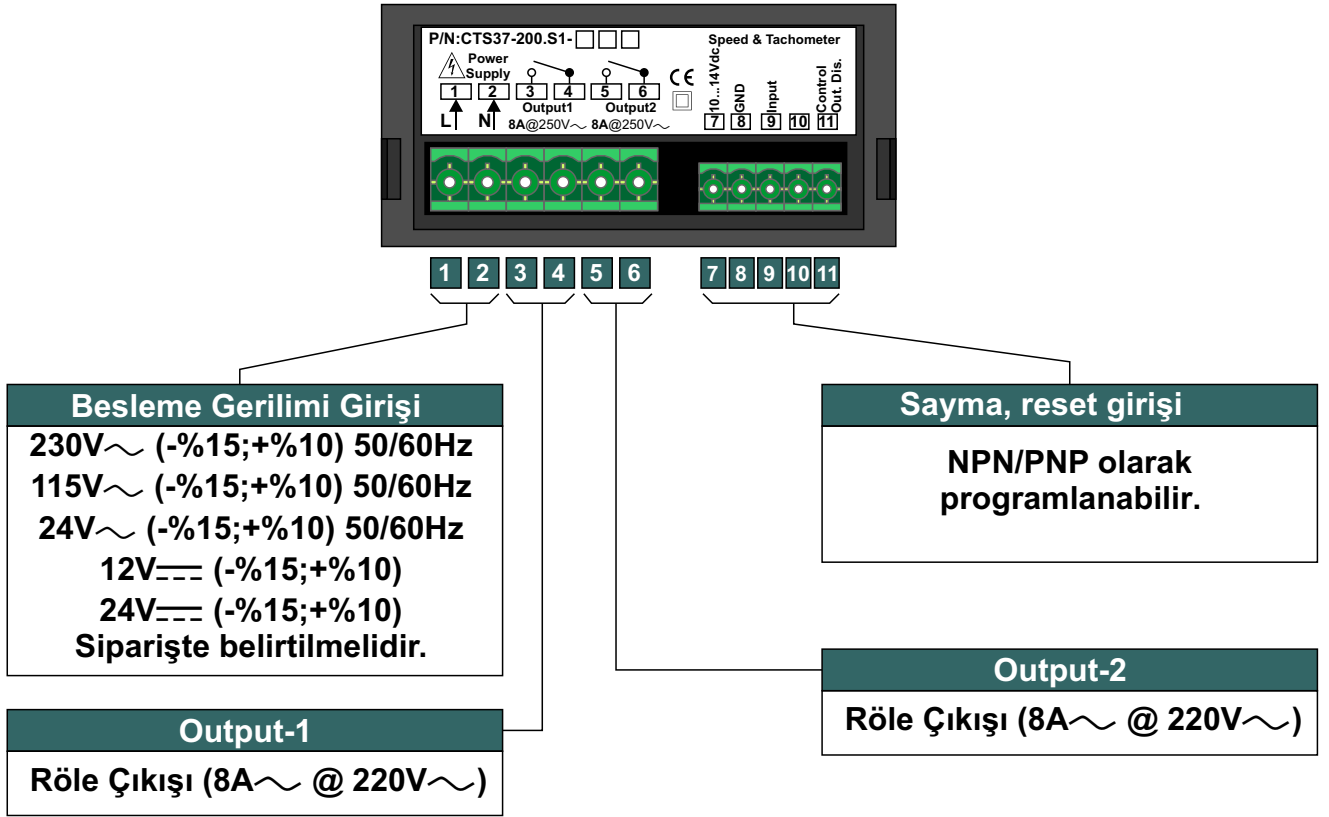 P/N:CTS37-200.S1-
Speed & Tachometer
Power
Supply
1 2 3 4 5 6
Output1 Output2
L N 8A@250V～ 8A@250V～
CE
10...14Vdc
GND
Input
Control
Out. Dis.
7 8 9 10 11
1 2 3 4 5 6 7 8 9 10 11
Besleme Gerilimi Girişi
230V～ (-%15;+%10) 50/60Hz
115V～ (-%15;+%10) 50/60Hz
24V～ (-%15;+%10) 50/60Hz
12V⎓ (-%15;+%10)
24V⎓ (-%15;+%10)
Siparişte belirtilmelidir.
Sayma, reset girişi
NPN/PNP olarak
programlanabilir.
Output-2
Röle Çıkışı (8A～ @ 220V～)
Output-1
Röle Çıkışı (8A～ @ 220V～)